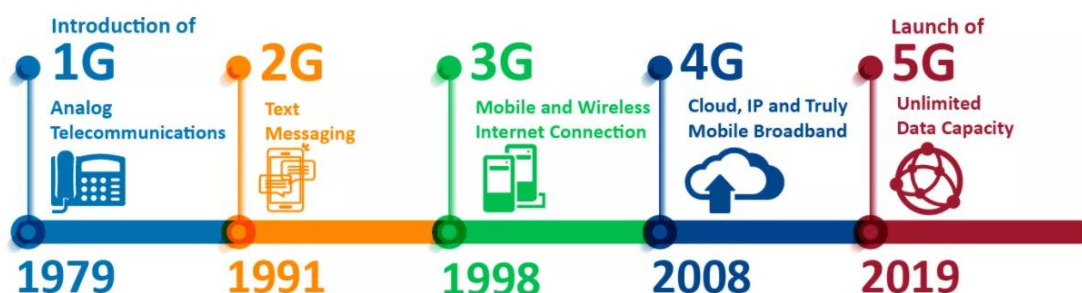 Introduction of
1G
Analog
Telecommunications
1979
2G
Text
Messaging
1991
3G
Mobile and Wireless
Internet Connection
1998
4G
Cloud, IP and Truly
Mobile Broadband
2008
Launch of
5G
Unlimited
Data Capacity
2019